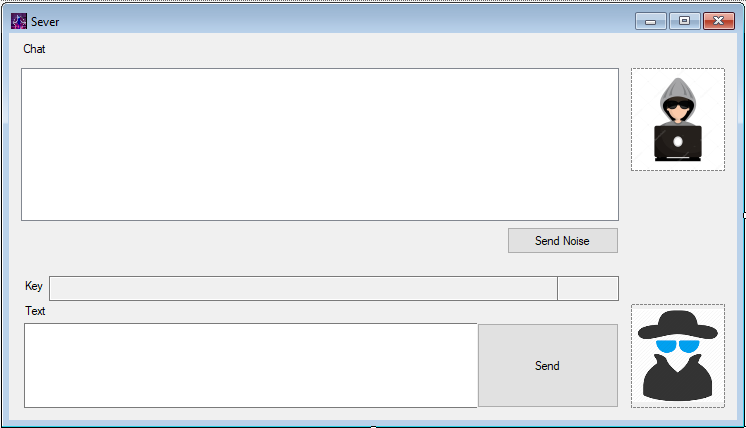 Sever
Chat
Send Noise
Key
Text
Send